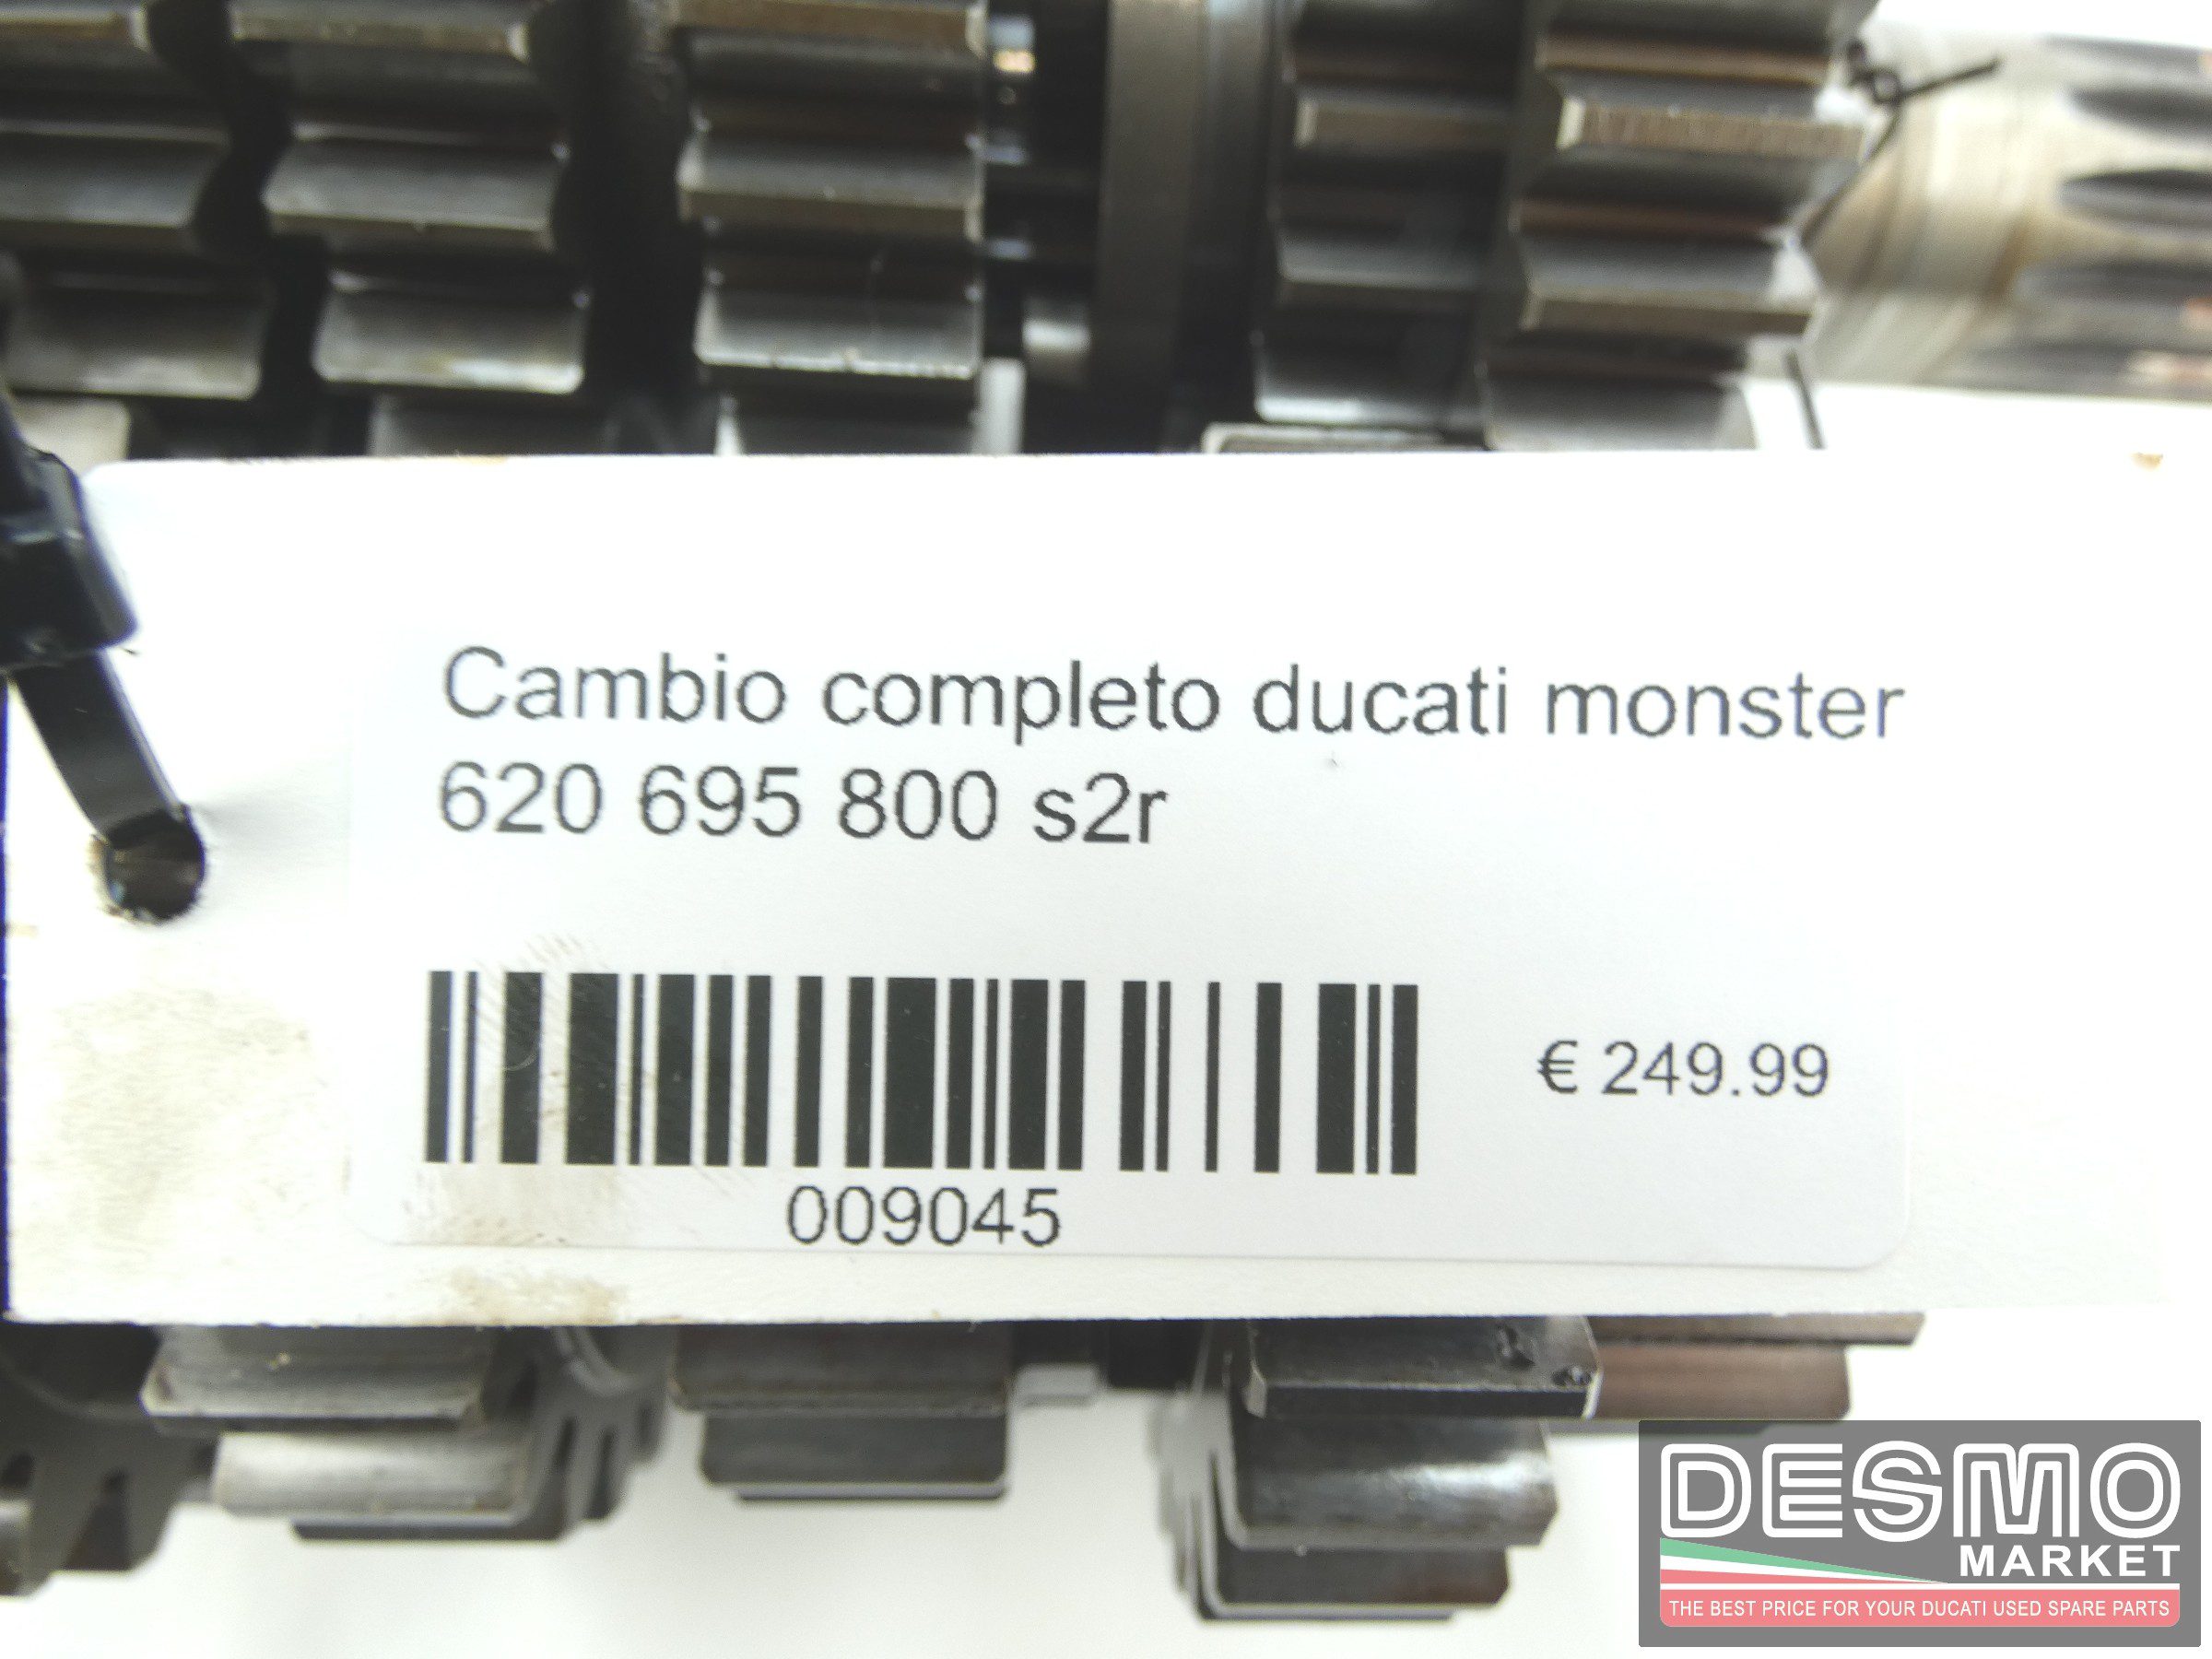 Cambio completo ducati monster
620 695 800 s2r
€ 249.99
009045
DESMO
MARKET
THE BEST PRICE FOR YOUR DUCATI USED SPARE PARTS